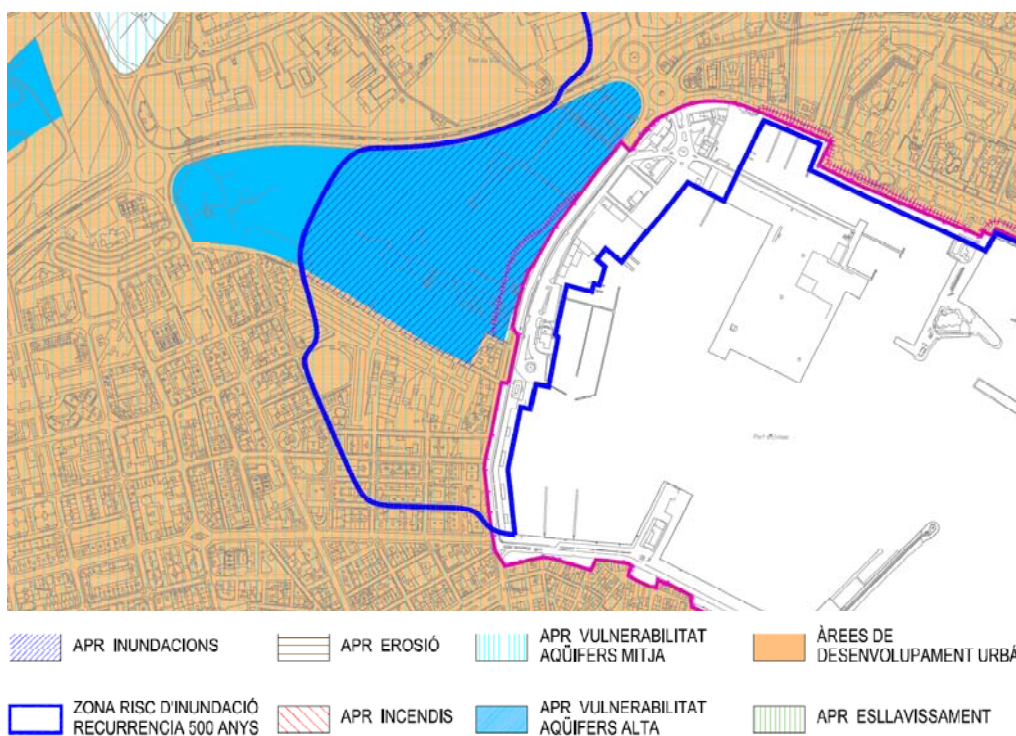 APR INUNDACIONS
APR EROSIÓ
APR VULNERABILITAT
AQÜIFERS MITJA
ÀREES DE
DESENVOLUPAMENT URBÁ
ZONA RISC D'INUNDACIÓ
RECURRENCIA 500 ANYS
APR INCENDIS
APR VULNERABILITAT
AQÜIFERS ALTA
APR ESLLAVISSAMENT